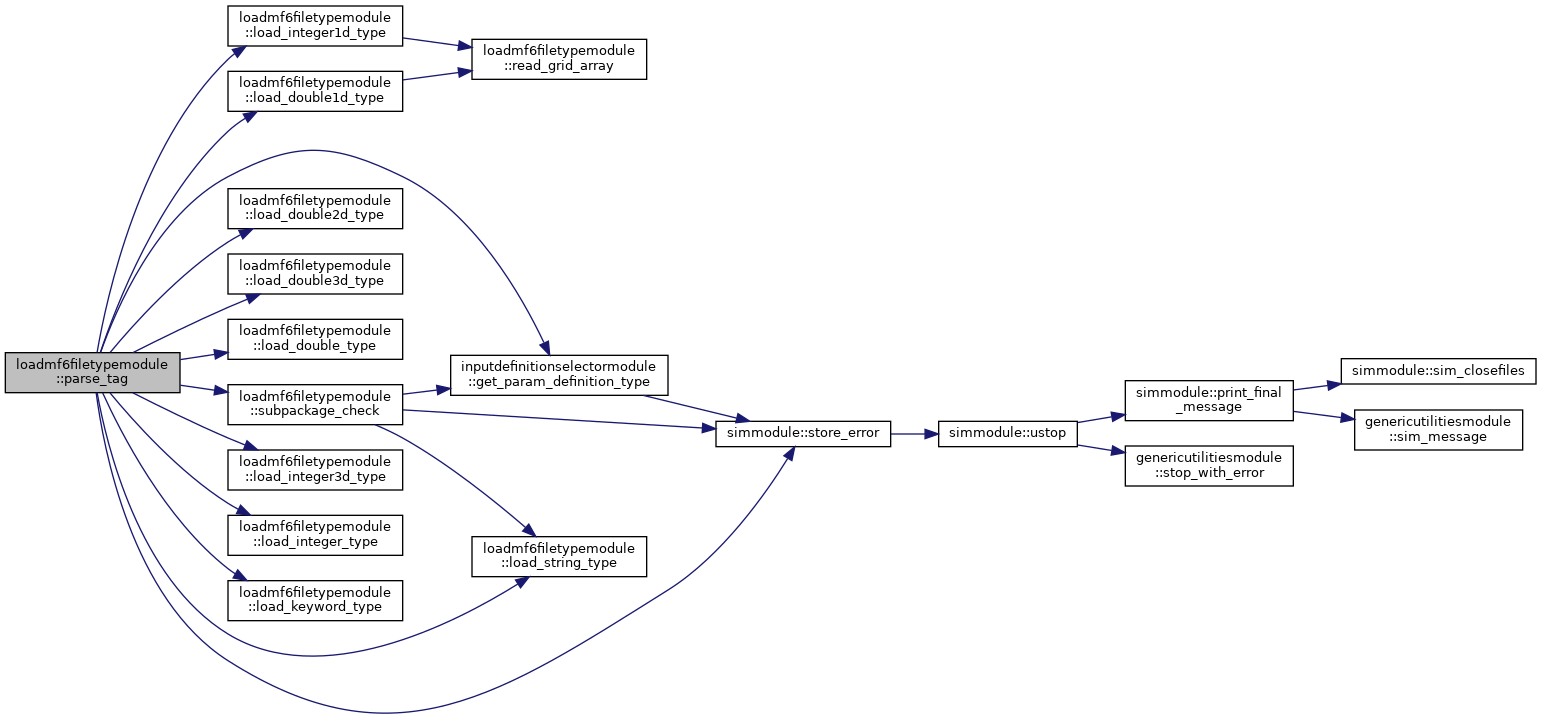 loadmf6filetypemodule
::parse_tag
loadmf6filetypemodule
::load_integer1d_type
loadmf6filetypemodule
::load_double1d_type
loadmf6filetypemodule
::load_double2d_type
loadmf6filetypemodule
::load_double3d_type
loadmf6filetypemodule
::load_double_type
loadmf6filetypemodule
::subpackage_check
loadmf6filetypemodule
::load_integer3d_type
loadmf6filetypemodule
::load_integer_type
loadmf6filetypemodule
::load_keyword_type
loadmf6filetypemodule
::read_grid_array
inputdefinitionselectormodule
::get_param_definition_type
loadmf6filetypemodule
::load_string_type
simmodule::store_error
simmodule::ustop
simmodule::print_final
_message
genericutilitiesmodule
::stop_with_error
simmodule::sim_closefiles
genericutilitiesmodule
::sim_message